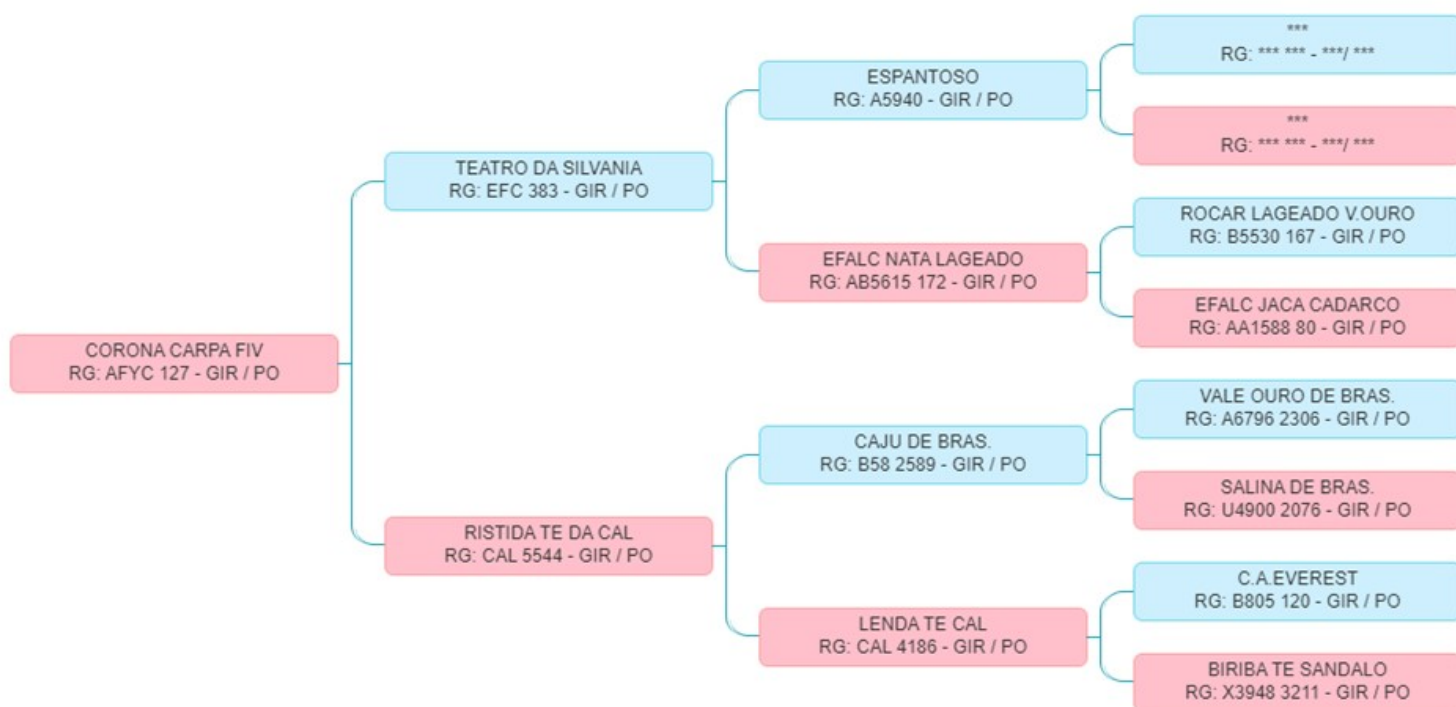 CORONA CARPA FIV
RG: AFYC 127 - GIR / PO
TEATRO DA SILVANIA
RG: EFC 383 - GIR / PO
RISTIDA TE DA CAL
RG: CAL 5544 - GIR / PO
ESPANTOSO
RG: A5940 - GIR / PO
EFALC NATA LAGEADO
RG: AB5615 172 - GIR / PO
CAJU DE BRAS.
RG: B58 2589 - GIR / PO
LENDA TE CAL
RG: CAL 4186 - GIR / PO
***
RG: *** *** - ***/ ***
***
RG: *** *** - ***/ ***
ROCAR LAGEADO V.OURO
RG: B5530 167 - GIR / PO
EFALC JACA CADARCO
RG: AA1588 80 - GIR / PO
VALE OURO DE BRAS.
RG: A6796 2306 - GIR / PO
SALINA DE BRAS.
RG: U4900 2076 - GIR / PO
C.A.EVEREST
RG: B805 120 - GIR / PO
BIRIBA TE SANDALO
RG: X3948 3211 - GIR / PO